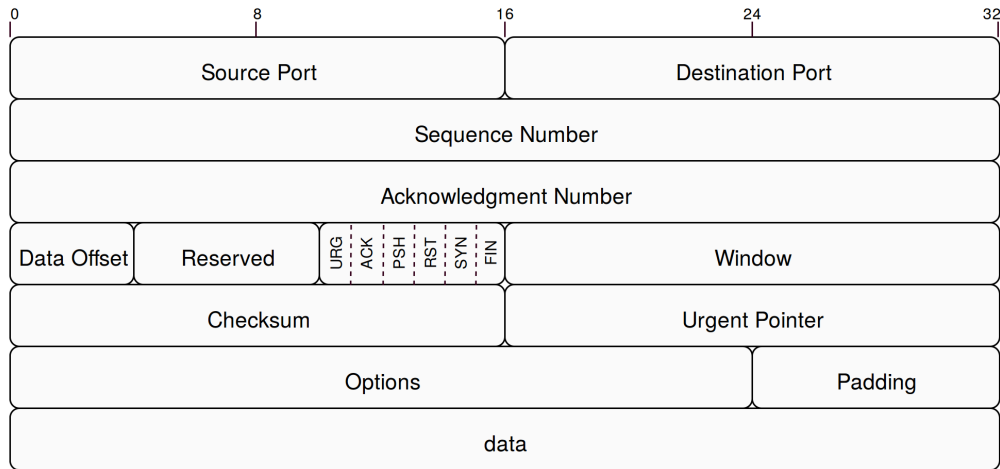 0 8 16 24 32
Source Port Destination Port
Sequence Number
Acknowledgment Number
Data Offset Reserved URG ACK PSH RST SYN FIN Window
Checksum Urgent Pointer
Options Padding
data